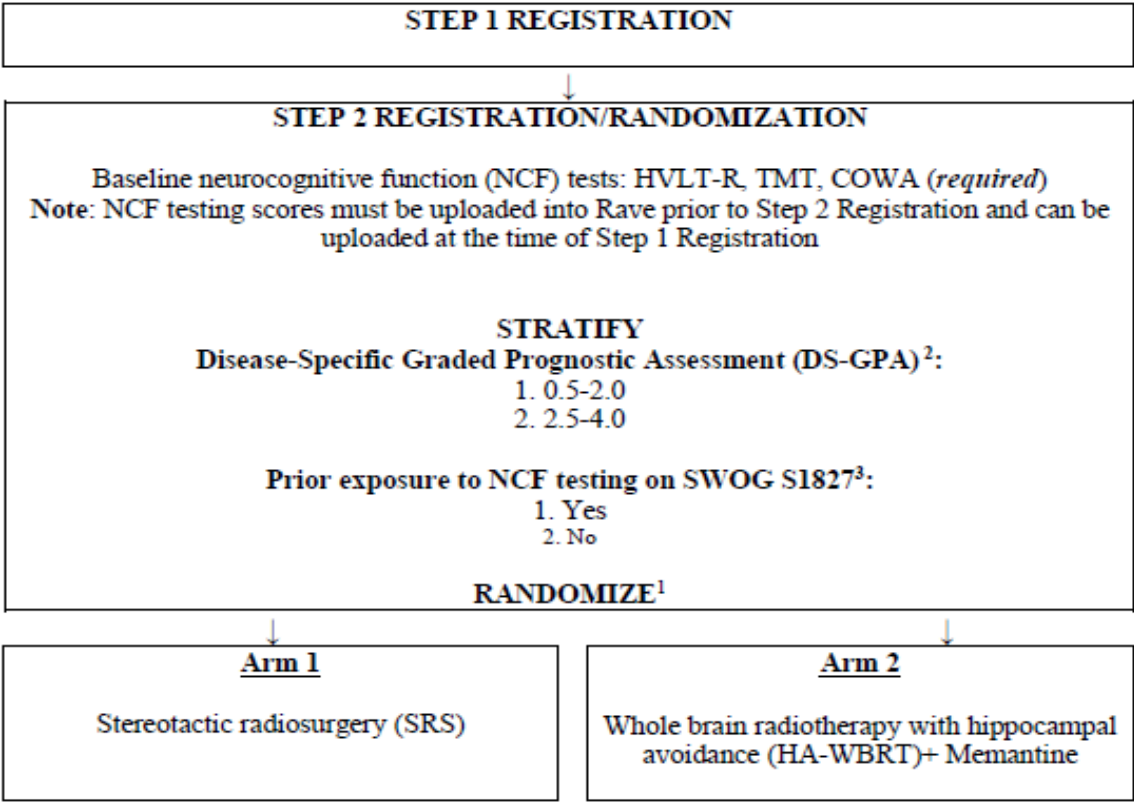 STEP 1 REGISTRATION
↓
STEP 2 REGISTRATION/RANDOMIZATION
Baseline neurocognitive function (NCF) tests: HVLT-R, TMT, COWA (required)
Note: NCF testing scores must be uploaded into Rave prior to Step 2 Registration and can be
uploaded at the time of Step 1 Registration
STRATIFY
Disease-Specific Graded Prognostic Assessment (DS-GPA)²:
1. 0.5-2.0
2. 2.5-4.0
Prior exposure to NCF testing on SWOG S1827³:
1. Yes
2. No
RANDOMIZE¹
↓ ↓
Arm 1
Stereotactic radiosurgery (SRS)
Arm 2
Whole brain radiotherapy with hippocampal
avoidance (HA-WBRT)+ Memantine